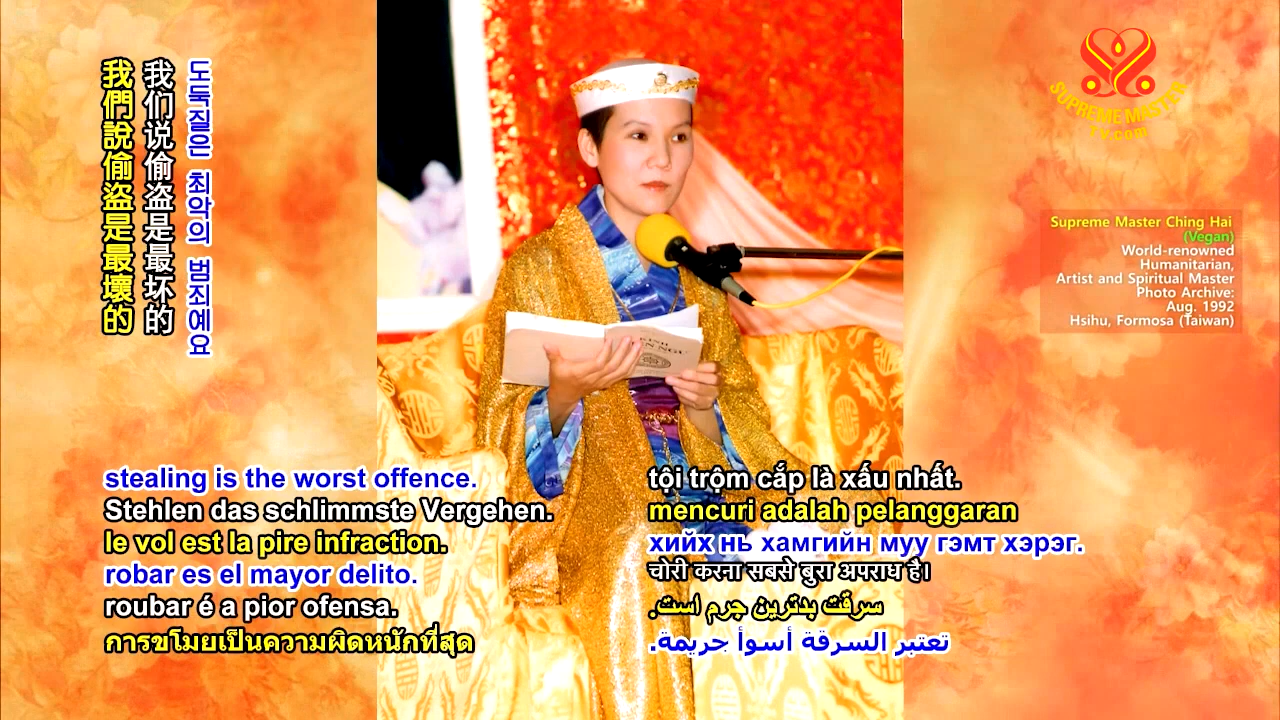 我們說偷盜是最壞的
我们说偷盗是最坏的
도둑질은 최악의 범죄예요
SUPREME MASTER
TV.com
Supreme Master Ching Hai
(Vegan)
World-renowned
Humanitarian,
Artist and Spiritual Master
Photo Archive:
Aug. 1992
Hsihu, Formosa (Taiwan)
KINH
stealing is the worst offence.
Stehlen das schlimmste Vergehen.
le vol est la pire infraction.
robar es el mayor delito.
roubar é a pior ofensa.
การขโมยเป็นความผิดหนักที่สุด
tội trộm cắp là xấu nhất.
mencuri adalah pelanggaran
хийх нь хамгийн муу гэмт хэрэг.
चोरी करना सबसे बुरा अपराध है।
سرقت بدترین جرم است.
تعتبر السرقة أسوأ جريمة.